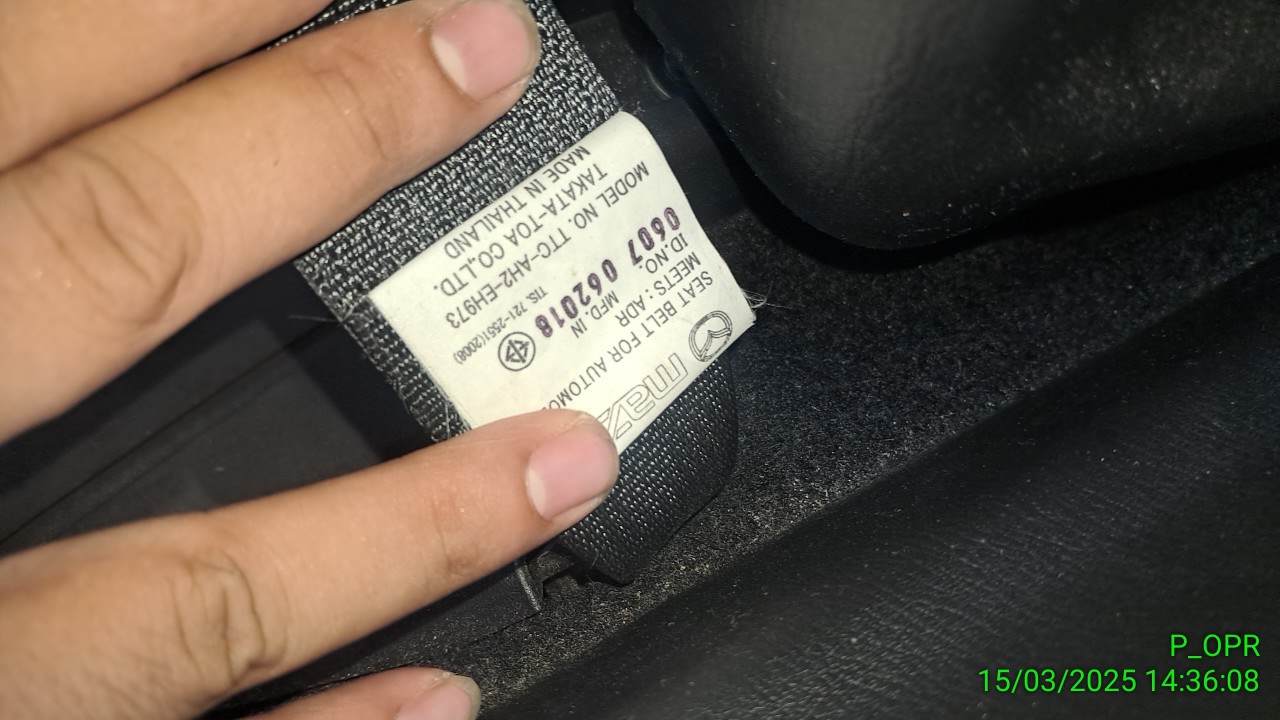 maz
SEAT BELT FOR AUTOMO
MEETS : ADR
ID.NO. MFD. IN
0607 062018
TIS. 721-2551(2008)
MODEL NO. TTC-AH2-EH973
TAKATA-TOA CO.,LTD.
MADE IN THAILAND
P_OPR
15/03/2025 14:36:08